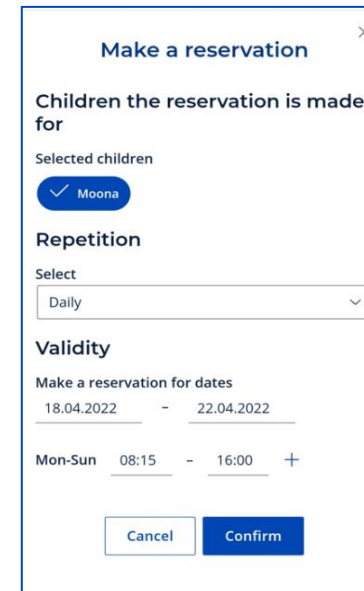 Make a reservation
Children the reservation is made
for
Selected children
Moona
Repetition
Select
Daily
Validity
Make a reservation for dates
18.04.2022 – 22.04.2022
Mon-Sun 08:15 – 16:00 +
Cancel Confirm